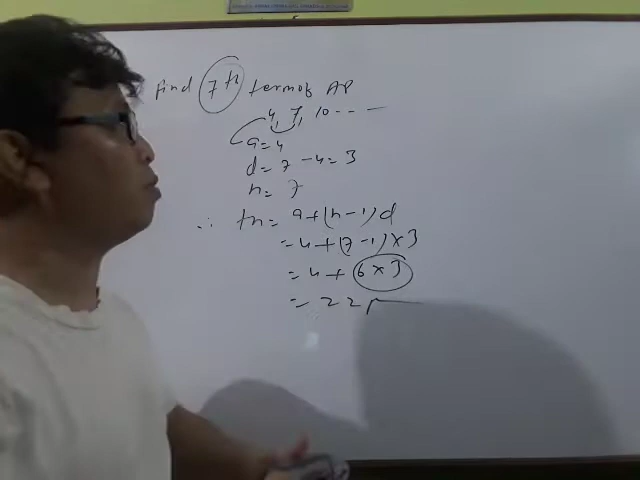 find 7th term of AP
4, 7, 10 - - -
a = 4
d = 7 - 4 = 3
n = 7
∴ tn = a + (n - 1) d
= 4 + (7 - 1) × 3
= 4 + 6 × 3
= 22